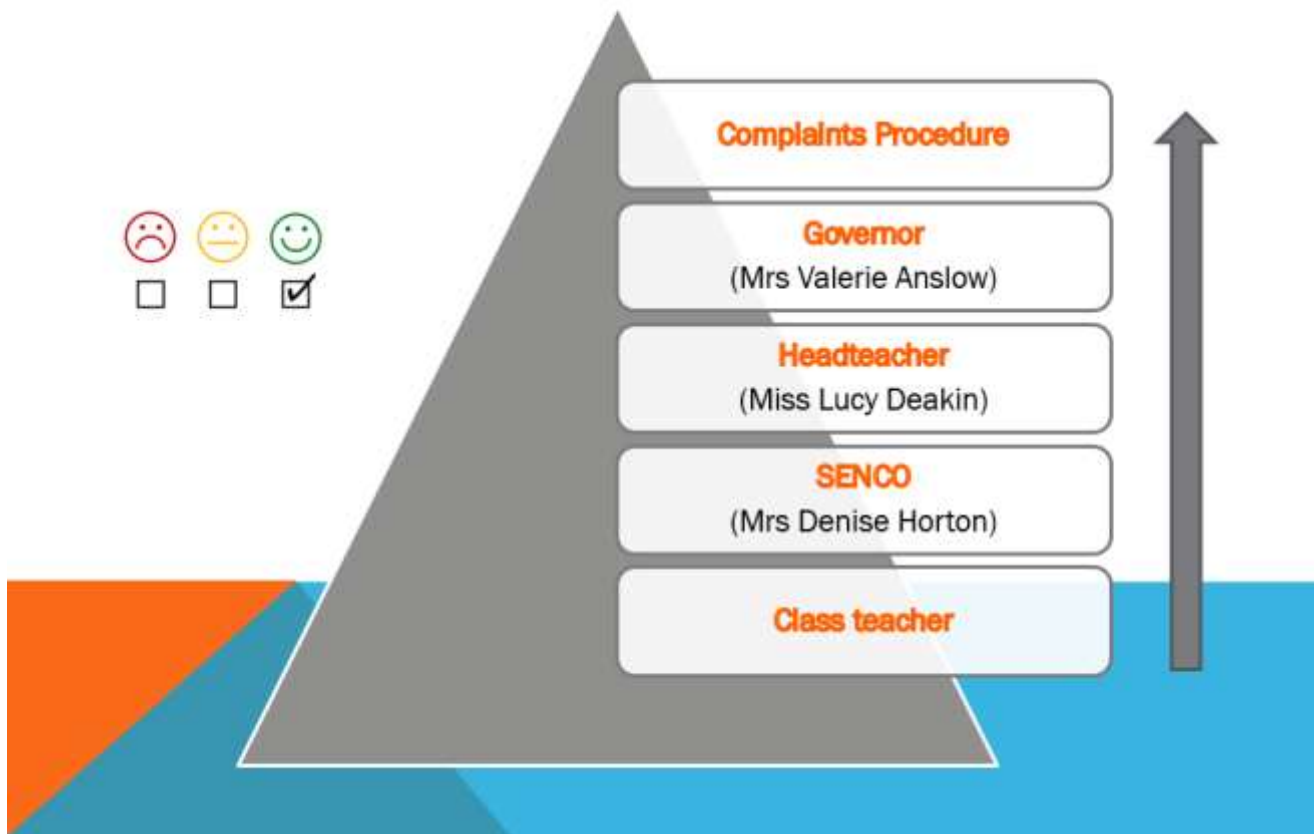 Complaints Procedure
Governor
(Mrs Valerie Anslow)
Headteacher
(Miss Lucy Deakin)
SENCO
(Mrs Denise Horton)
Class teacher